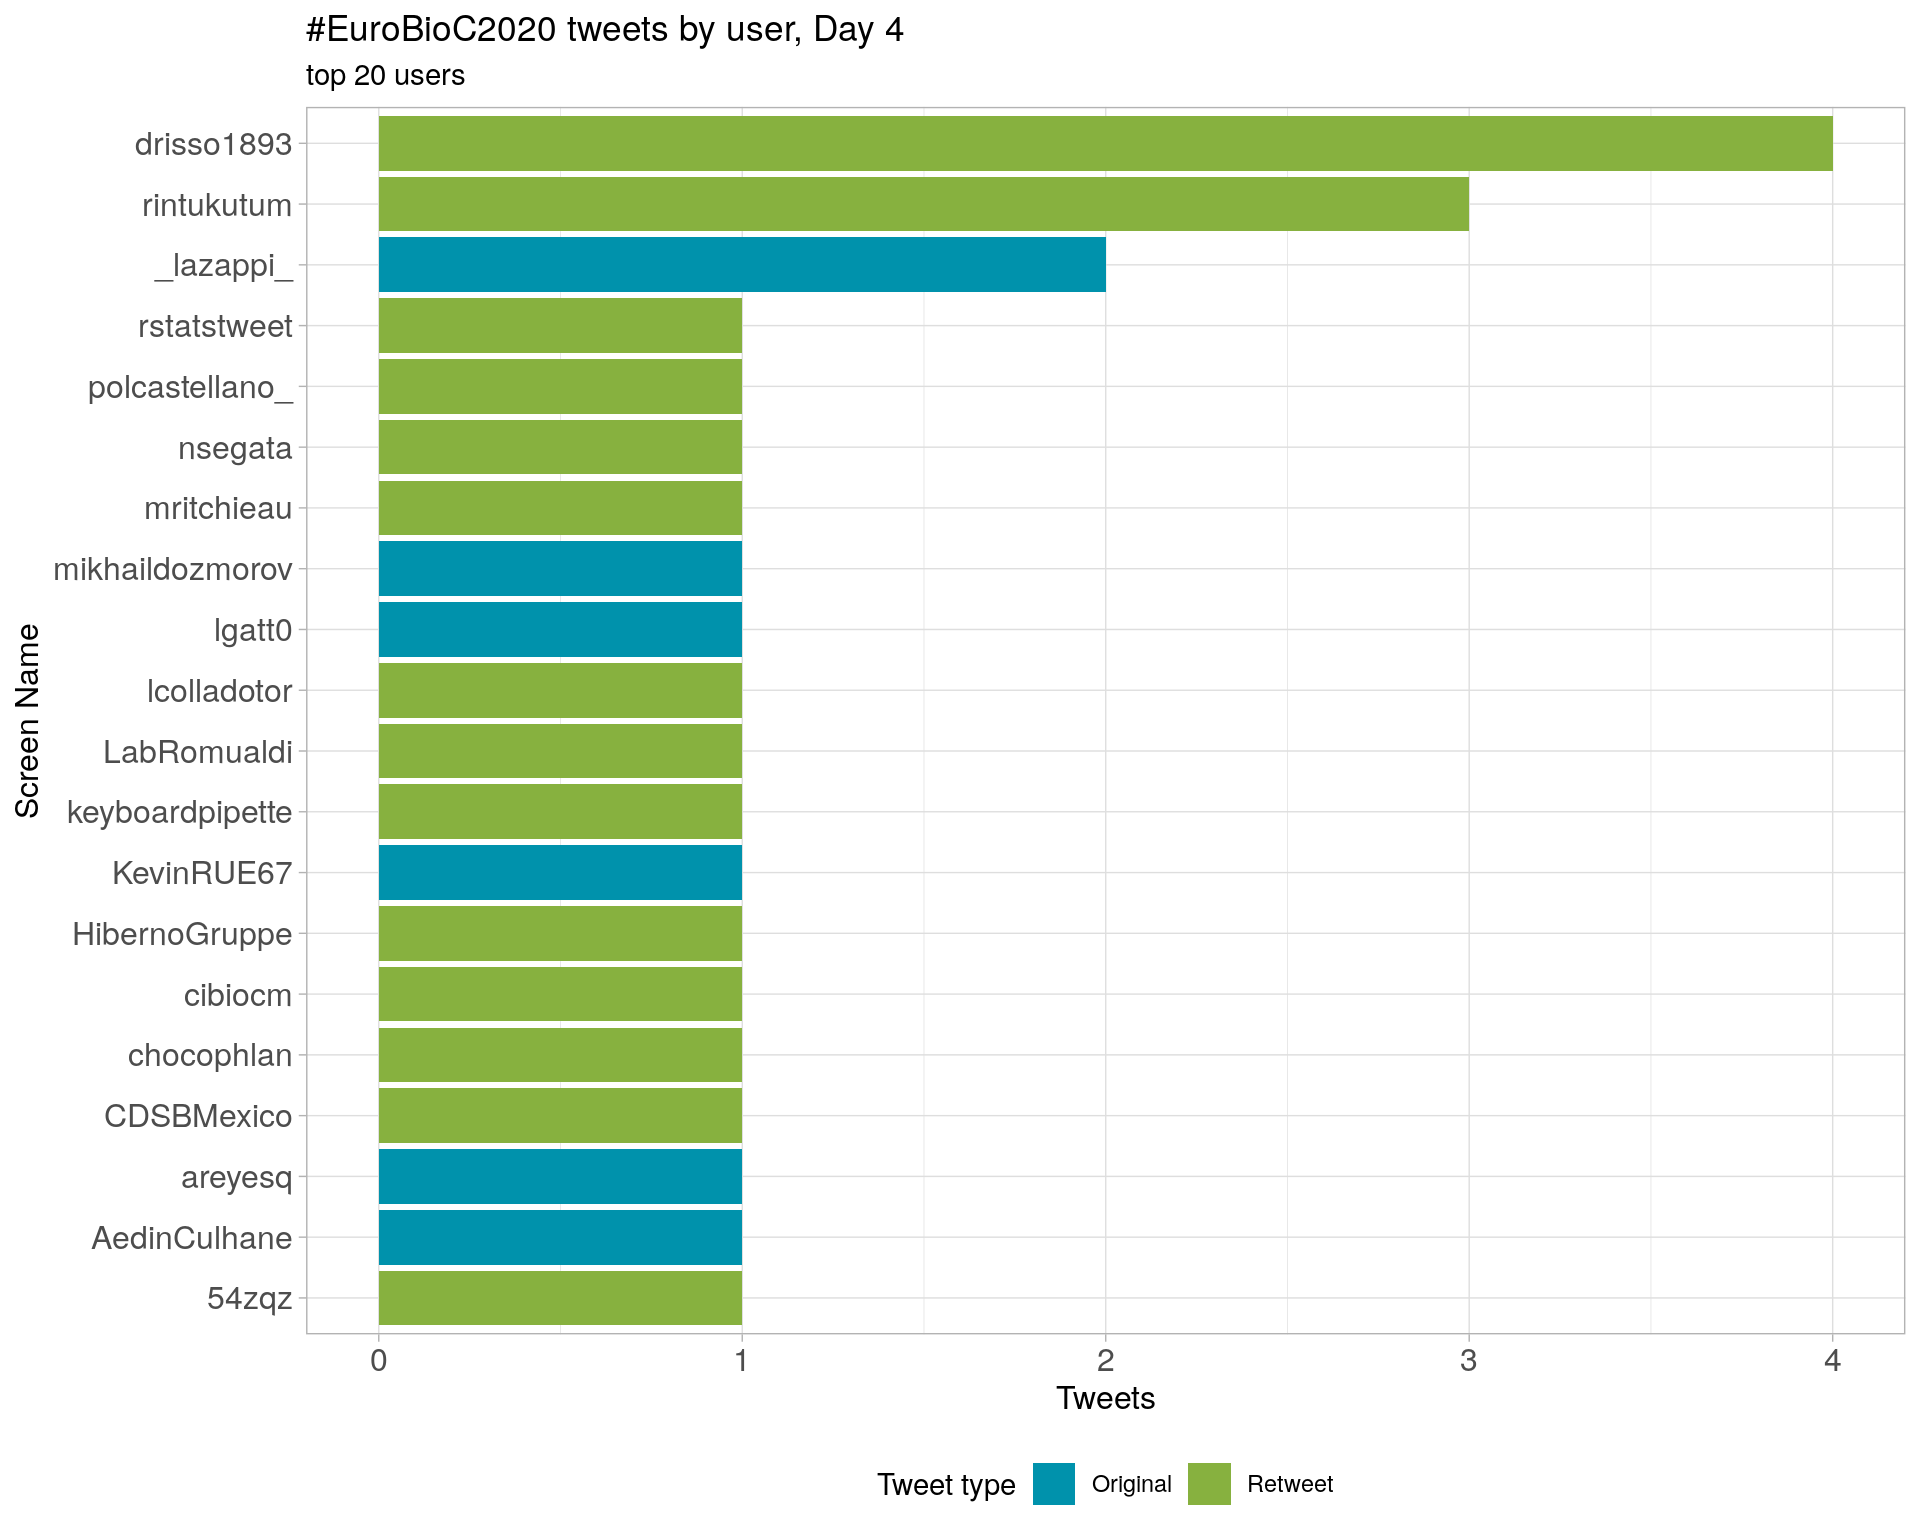 #EuroBioC2020 tweets by user, Day 4
top 20 users
Screen Name
drisso1893
rintukutum
_lazappi_
rstatstweet
polcastellano_
nsegata
mritchieau
mikhaildozmorov
lgatt0
lcolladotor
LabRomualdi
keyboardpipette
KevinRUE67
HibernoGruppe
cibiocm
chocophlan
CDSBMexico
areyesq
AedinCulhane
54zqz
0 1 2 3 4
Tweets
Tweet type Original Retweet